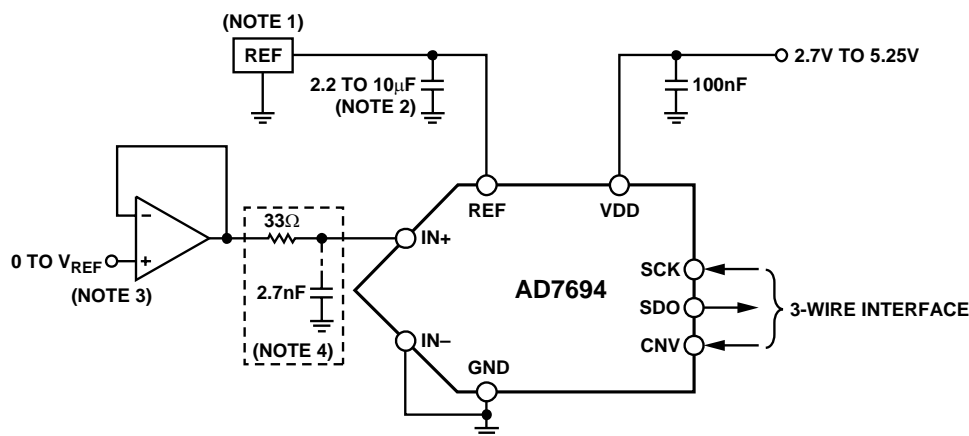 (NOTE 1)
REF
2.2 TO 10μF
(NOTE 2)
100nF
2.7V TO 5.25V
REF
VDD
33Ω
IN+
−
+
0 TO VREF
(NOTE 3)
2.7nF
(NOTE 4)
IN–
GND
AD7694
SCK
SDO
CNV
3-WIRE INTERFACE